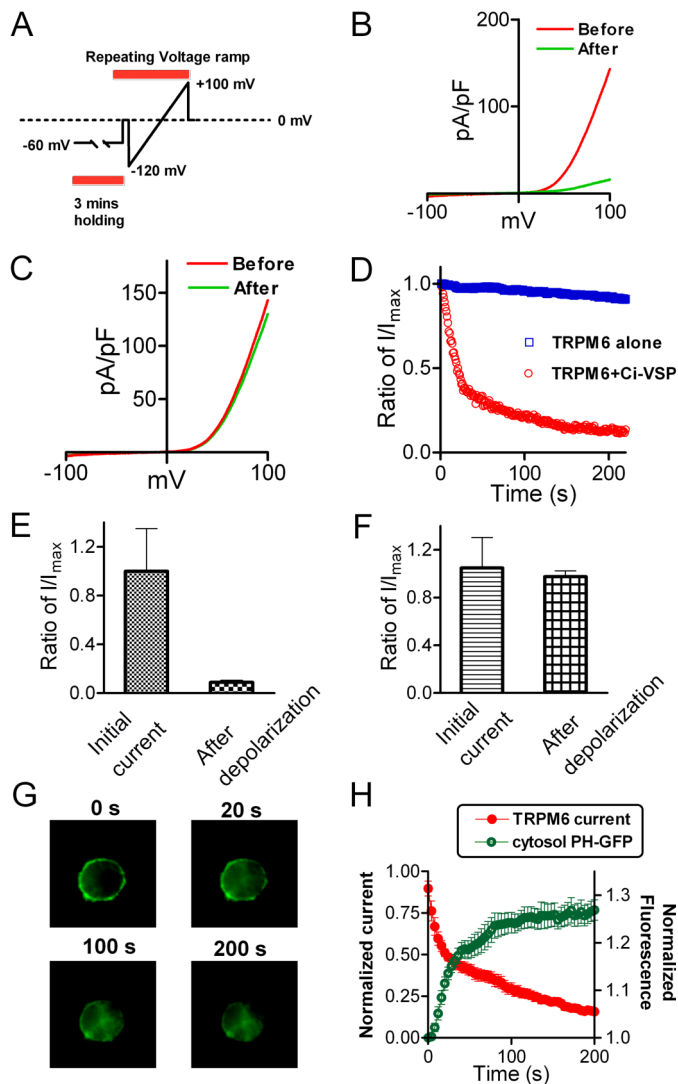 A
Repeating Voltage ramp
+100 mV
0 mV
-60 mV
-120 mV
3 mins
holding
B
Before
After
200
100
0
pA/pF
-100
mV
100
C
Before
After
150
100
50
pA/pF
-100
mV
100
D
1.0
0.5
0.0
Ratio of I/Imax
TRPM6 alone
TRPM6+Ci-VSP
0
100
200
Time (s)
E
1.2
0.8
0.4
0.0
Ratio of I/Imax
Initial
current
After
depolarization
F
1.2
0.8
0.4
0.0
Ratio of I/Imax
Initial
current
After
depolarization
G
0 s
20 s
100 s
200 s
H
TRPM6 current
cytosol PH-GFP
1.00
0.75
0.50
0.25
0.00
Normalized current
1.3
1.2
1.1
1.0
Normalized
Fluorescence
0
100
200
Time (s)